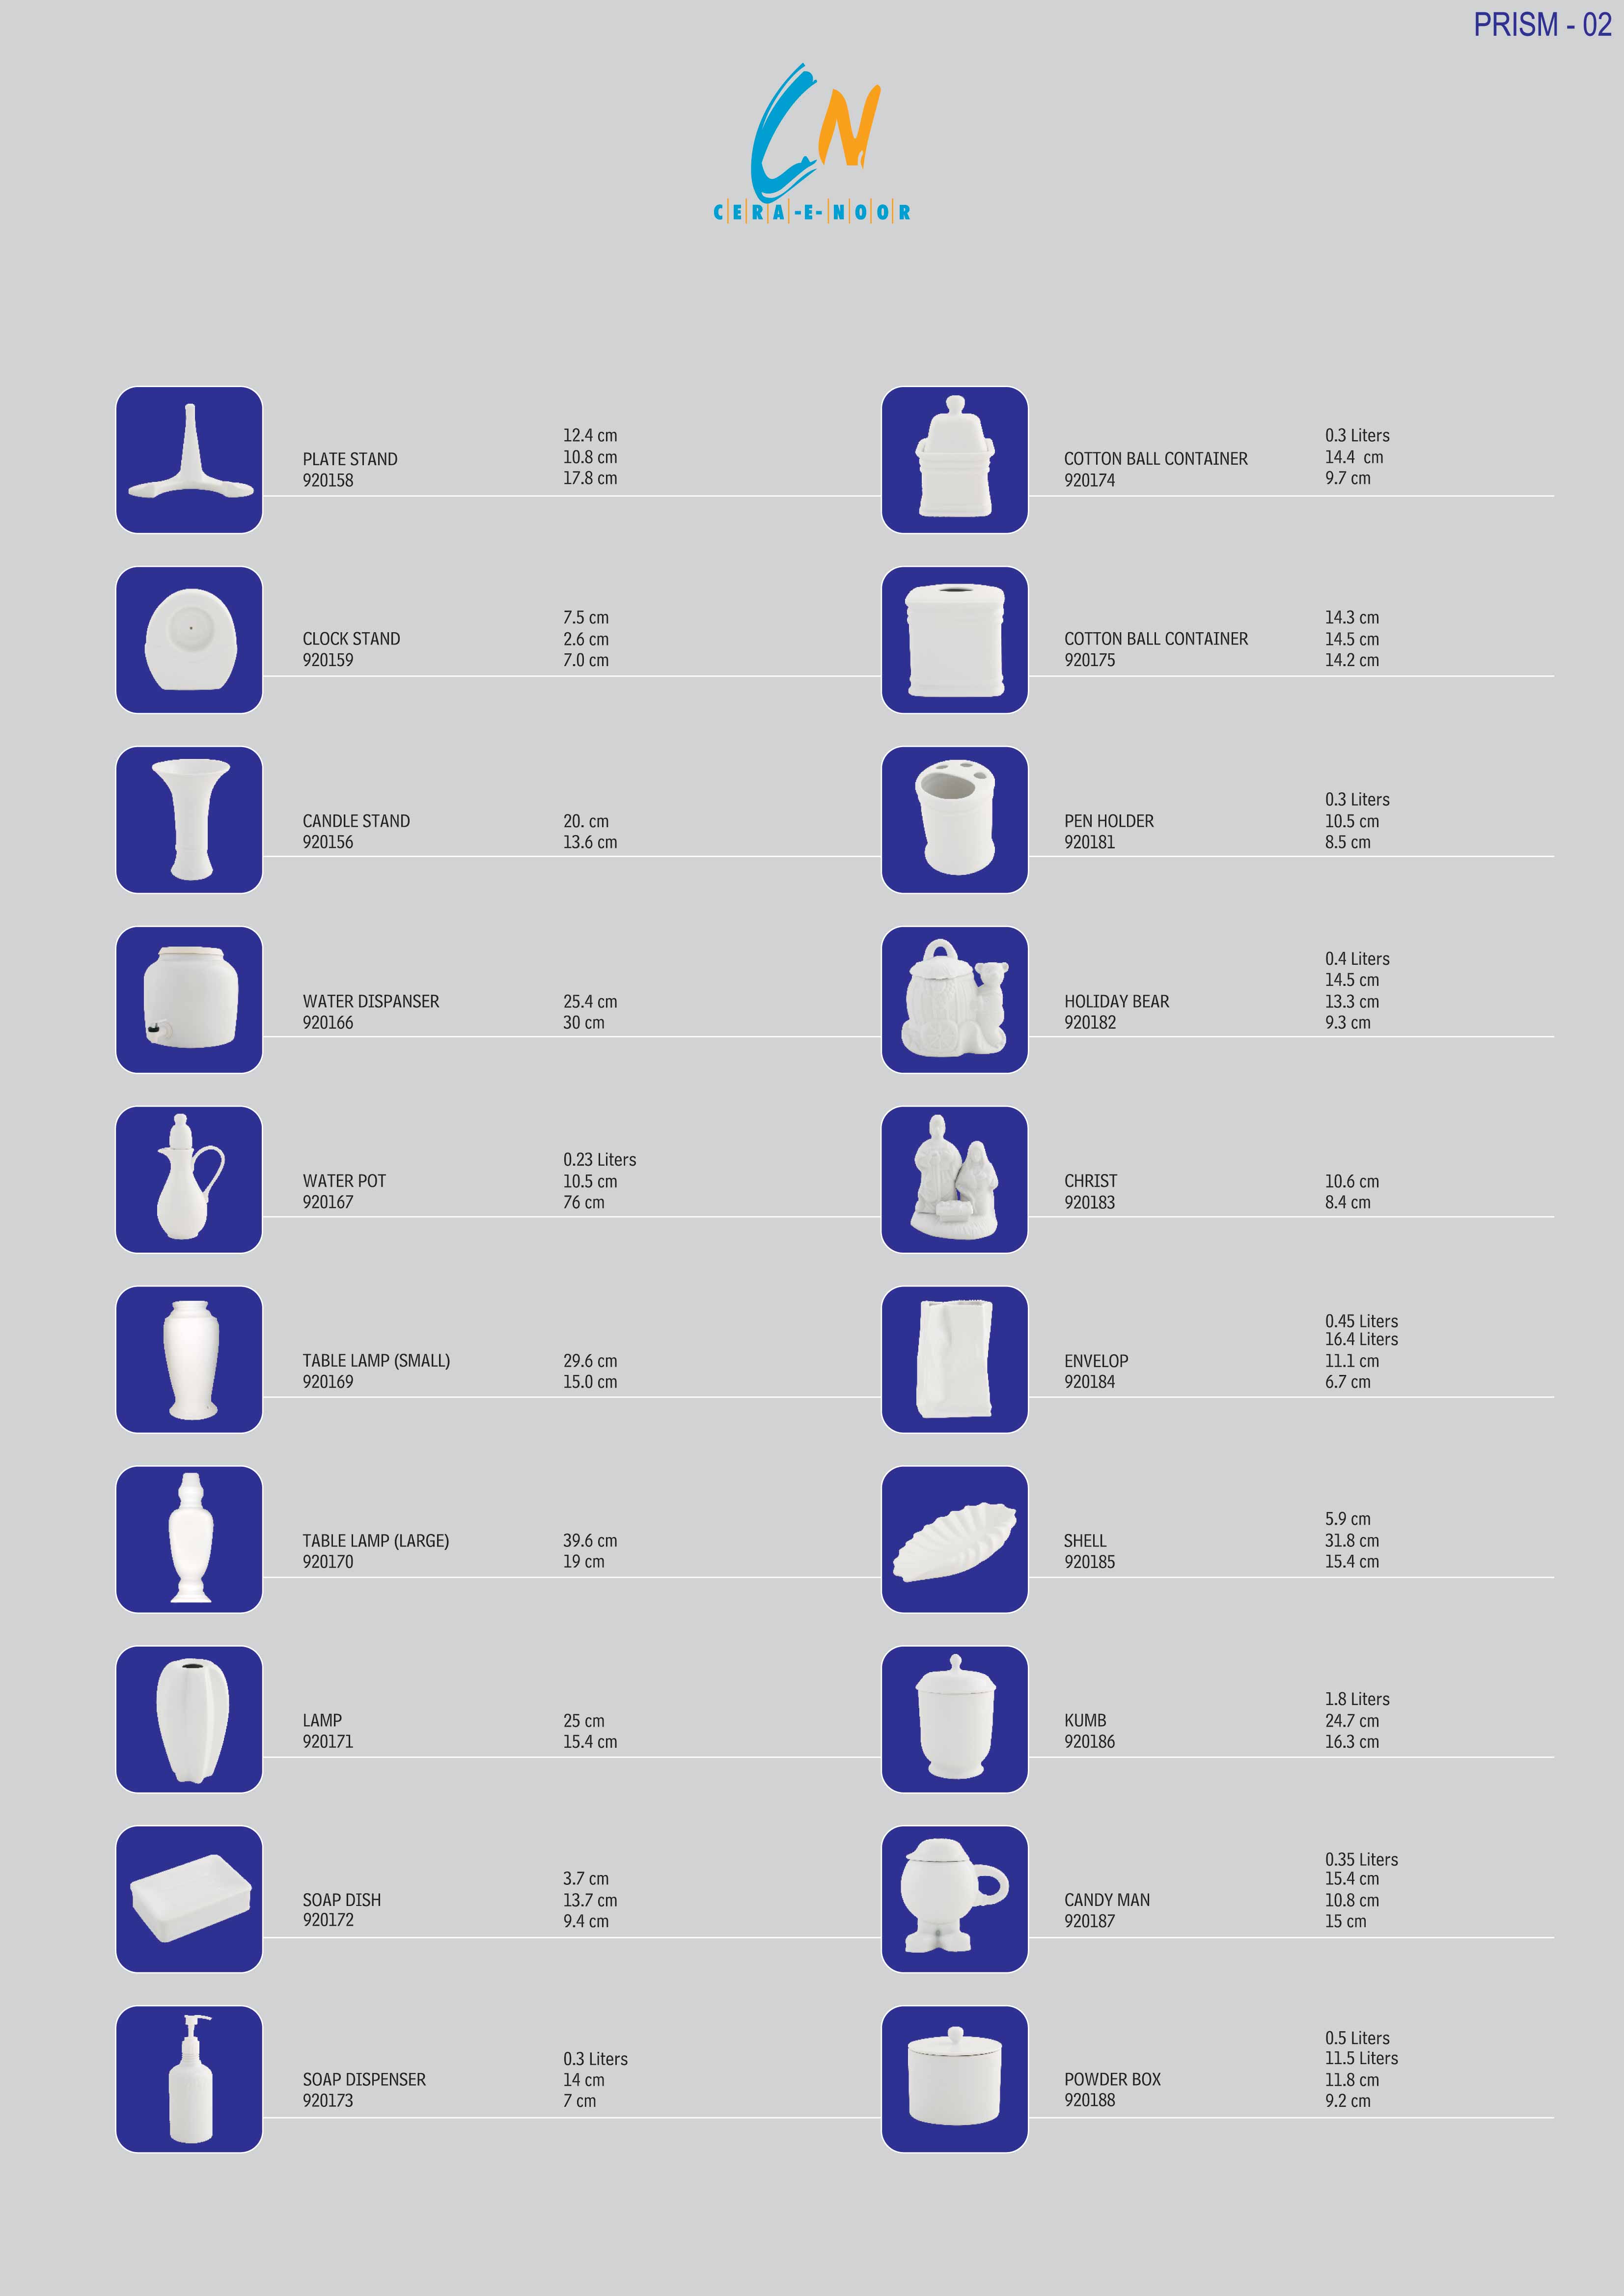 PRISM - 02
CN
C|E|R|A|-E-|N|O|O|R
PLATE STAND
920158
12.4 cm
10.8 cm
17.8 cm
COTTON BALL CONTAINER
920174
0.3 Liters
14.4 cm
9.7 cm
CLOCK STAND
920159
7.5 cm
2.6 cm
7.0 cm
COTTON BALL CONTAINER
920175
14.3 cm
14.5 cm
14.2 cm
CANDLE STAND
920156
20. cm
13.6 cm
PEN HOLDER
920181
0.3 Liters
10.5 cm
8.5 cm
WATER DISPANSER
920166
25.4 cm
30 cm
HOLIDAY BEAR
920182
0.4 Liters
14.5 cm
13.3 cm
9.3 cm
WATER POT
920167
0.23 Liters
10.5 cm
76 cm
CHRIST
920183
10.6 cm
8.4 cm
TABLE LAMP (SMALL)
920169
29.6 cm
15.0 cm
ENVELOP
920184
0.45 Liters
16.4 Liters
11.1 cm
6.7 cm
TABLE LAMP (LARGE)
920170
39.6 cm
19 cm
SHELL
920185
5.9 cm
31.8 cm
15.4 cm
LAMP
920171
25 cm
15.4 cm
KUMB
920186
1.8 Liters
24.7 cm
16.3 cm
SOAP DISH
920172
3.7 cm
13.7 cm
9.4 cm
CANDY MAN
920187
0.35 Liters
15.4 cm
10.8 cm
15 cm
SOAP DISPENSER
920173
0.3 Liters
14 cm
7 cm
POWDER BOX
920188
0.5 Liters
11.5 Liters
11.8 cm
9.2 cm